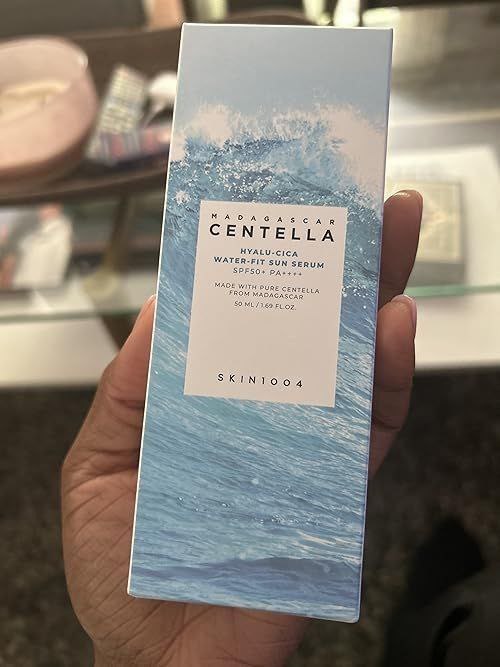 MADAGASCAR
CENTELLA
HYALU-CICA
WATER-FIT SUN SERUM
SPF50+ PA++++
MADE WITH PURE CENTELLA
FROM MADAGASCAR
50 ML / 1.69 FL.OZ.
SKIN1004